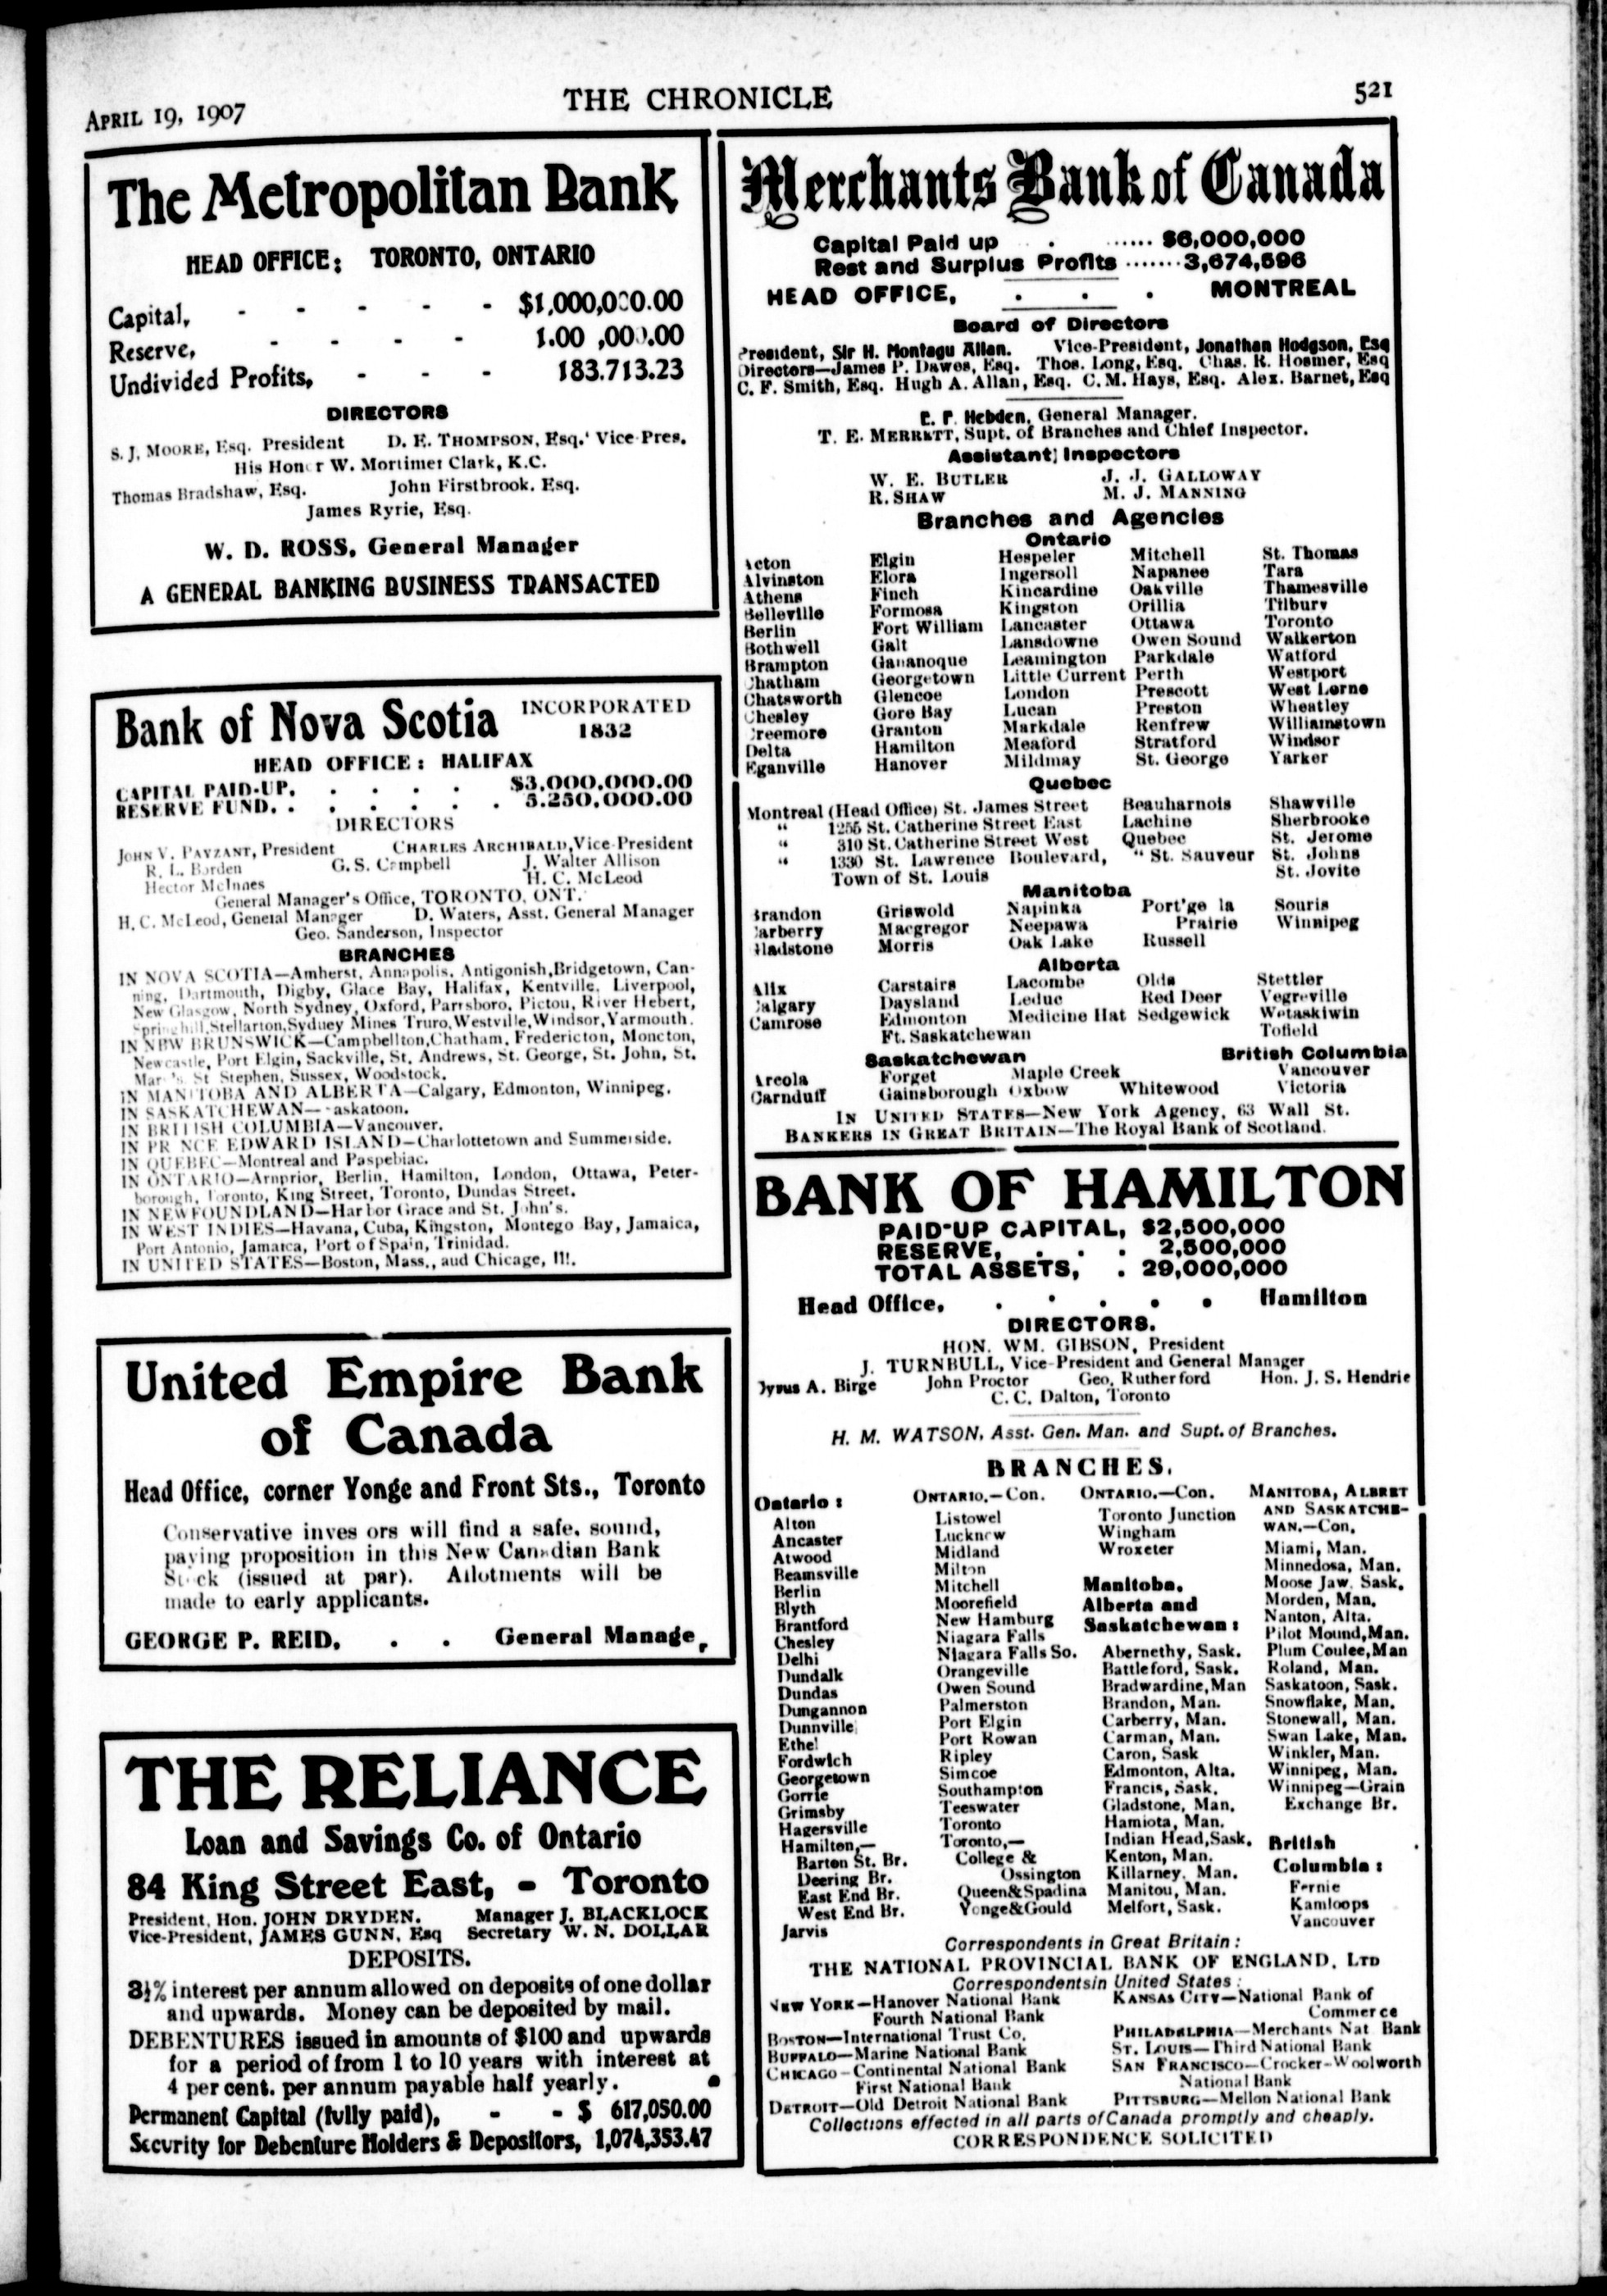 APRIL 19, 1907
THE CHRONICLE
521
The Metropolitan Bank
HEAD OFFICE: TORONTO, ONTARIO
Capital, - - - - - $1,000,000.00
Reserve, - - - - 1.00 ,000.00
Undivided Profits, - - - 183.713.23
DIRECTORS
S. J. MOORE, Esq. President D. E. THOMPSON, Esq.' Vice-Pres.
His Honor W. Mortimer Clark, K.C.
Thomas Bradshaw, Esq. John Firstbrook. Esq.
James Ryrie, Esq.
W. D. ROSS, General Manager
A GENERAL BANKING BUSINESS TRANSACTED
Bank of Nova Scotia INCORPORATED
1832
HEAD OFFICE: HALIFAX
CAPITAL PAID-UP, . . . . $3.000.000.00
RESERVE FUND. . . . . . . 5.250.000.00
DIRECTORS
JOHN V. PAYZANT, President CHARLES ARCHIBALD, Vice-President
R. L. Borden G. S. Campbell J. Walter Allison
Hector McInnes H. C. McLeod
General Manager's Office, TORONTO, ONT.
H. C. McLeod, General Manager D. Waters, Asst. General Manager
Geo. Sanderson, Inspector
BRANCHES
IN NOVA SCOTIA—Amherst, Annapolis, Antigonish, Bridgetown, Can-
ning, Dartmouth, Digby, Glace Bay, Halifax, Kentville, Liverpool,
New Glasgow, North Sydney, Oxford, Parrsboro, Pictou, River Hebert,
Springhill, Stellarton, Sydney Mines Truro, Westville, Windsor, Yarmouth.
IN NEW BRUNSWICK—Campbellton, Chatham, Fredericton, Moncton,
Newcastle, Port Elgin, Sackville, St. Andrews, St. George, St. John, St.
Mary's, St Stephen, Sussex, Woodstock.
IN MANITOBA AND ALBERTA—Calgary, Edmonton, Winnipeg.
IN SASKATCHEWAN—Saskatoon.
IN BRITISH COLUMBIA—Vancouver.
IN PRINCE EDWARD ISLAND—Charlottetown and Summerside.
IN QUEBEC—Montreal and Paspebiac.
IN ONTARIO—Arnprior, Berlin, Hamilton, London, Ottawa, Peter-
borough, Toronto, King Street, Toronto, Dundas Street.
IN NEWFOUNDLAND—Harbor Grace and St. John's.
IN WEST INDIES—Havana, Cuba, Kingston, Montego Bay, Jamaica,
Port Antonio, Jamaica, Port of Spain, Trinidad.
IN UNITED STATES—Boston, Mass., and Chicago, Ill.
United Empire Bank
of Canada
Head Office, corner Yonge and Front Sts., Toronto
Conservative inves ors will find a safe, sound,
paying proposition in this New Canadian Bank
Stock (issued at par). Allotments will be
made to early applicants.
GEORGE P. REID, . . General Manager
THE RELIANCE
Loan and Savings Co. of Ontario
84 King Street East, - Toronto
President, Hon. JOHN DRYDEN. Manager J. BLACKLOCK
Vice-President, JAMES GUNN, Esq Secretary W. N. DOLLAR
DEPOSITS.
3½% interest per annum allowed on deposits of one dollar
and upwards. Money can be deposited by mail.
DEBENTURES issued in amounts of $100 and upwards
for a period of from 1 to 10 years with interest at
4 per cent. per annum payable half yearly.
Permanent Capital (fully paid), - - $ 617,050.00
Security for Debenture Holders & Depositors, 1,074,353.47
Merchants Bank of Canada
Capital Paid up . ..... $6,000,000
Rest and Surplus Profits ....... 3,674,596
HEAD OFFICE, . . . MONTREAL
Board of Directors
President, Sir H. Montagu Allan. Vice-President, Jonathan Hodgson, Esq
Directors—James P. Dawes, Esq. Thos. Long, Esq. Chas. R. Hosmer, Esq
C. F. Smith, Esq. Hugh A. Allan, Esq. C. M. Hays, Esq. Alex. Barnet, Esq
E. F. Hebden, General Manager.
T. E. MERRETT, Supt. of Branches and Chief Inspector.
Assistant Inspectors
W. E. BUTLER J. J. GALLOWAY
R. SHAW M. J. MANNING
Branches and Agencies
Ontario
Acton Elgin Hespeler Mitchell St. Thomas
Alvinston Elora Ingersoll Napanee Tara
Athens Finch Kincardine Oakville Thamesville
Belleville Formosa Kingston Orillia Tilbury
Berlin Fort William Lancaster Ottawa Toronto
Bothwell Galt Lansdowne Owen Sound Walkerton
Brampton Gananoque Leamington Parkdale Watford
Chatham Georgetown Little Current Perth Westport
Chatsworth Glencoe London Prescott West Lorne
Chesley Gore Bay Lucan Preston Wheatley
Creemore Granton Markdale Renfrew Williamstown
Delta Hamilton Meaford Stratford Windsor
Eganville Hanover Mildmay St. George Yarker
Quebec
Montreal (Head Office) St. James Street Beauharnois Shawville
" 1255 St. Catherine Street East Lachine Sherbrooke
" 310 St. Catherine Street West Quebec St. Jerome
" 1330 St. Lawrence Boulevard, " St. Sauveur St. Johns
Town of St. Louis St. Jovite
Manitoba
Brandon Griswold Napinka Port'ge la Souris
Carberry Macgregor Neepawa Prairie Winnipeg
Gladstone Morris Oak Lake Russell
Alberta
Alix Carstairs Lacombe Olds Stettler
Calgary Daysland Leduc Red Deer Vegreville
Camrose Edmonton Medicine Hat Sedgewick Wetaskiwin
Ft. Saskatchewan Tofield
Saskatchewan British Columbia
Arcola Forget Maple Creek Vancouver
Carnduff Gainsborough Oxbow Whitewood Victoria
IN UNITED STATES—New York Agency, 63 Wall St.
BANKERS IN GREAT BRITAIN—The Royal Bank of Scotland.
BANK OF HAMILTON
PAID-UP CAPITAL, $2,500,000
RESERVE, . . . 2,500,000
TOTAL ASSETS, . 29,000,000
Head Office, . . . . . Hamilton
DIRECTORS.
HON. WM. GIBSON, President
J. TURNBULL, Vice-President and General Manager
Cyrus A. Birge John Proctor Geo. Rutherford Hon. J. S. Hendrie
C. C. Dalton, Toronto
H. M. WATSON, Asst. Gen. Man. and Supt. of Branches.
BRANCHES.
Ontario:
Alton
Ancaster
Atwood
Beamsville
Berlin
Blyth
Brantford
Chesley
Delhi
Dundalk
Dundas
Dungannon
Dunnville
Ethel
Fordwich
Georgetown
Gorrie
Grimsby
Hagersville
Hamilton,—
Barton St. Br.
Deering Br.
East End Br.
West End Br.
Jarvis
ONTARIO,—Con.
Listowel
Lucknow
Midland
Milton
Mitchell
Moorefield
New Hamburg
Niagara Falls
Niagara Falls So.
Orangeville
Owen Sound
Palmerston
Port Elgin
Port Rowan
Ripley
Simcoe
Southampton
Teeswater
Toronto
Toronto,—
College &
Ossington
Queen&Spadina
Yonge&Gould
ONTARIO,—Con.
Toronto Junction
Wingham
Wroxeter
Manitoba,
Alberta and
Saskatchewan:
Abernethy, Sask.
Battleford, Sask.
Bradwardine, Man
Brandon, Man.
Carberry, Man.
Carman, Man.
Caron, Sask
Edmonton, Alta.
Francis, Sask.
Gladstone, Man.
Hamiota, Man.
Indian Head, Sask.
Kenton, Man.
Killarney, Man.
Manitou, Man.
Melfort, Sask.
MANITOBA, ALBERT
AND SASKATCHE-
WAN.—Con.
Miami, Man.
Minnedosa, Man.
Moose Jaw, Sask.
Morden, Man.
Nanton, Alta.
Pilot Mound, Man.
Plum Coulee, Man
Roland, Man.
Saskatoon, Sask.
Snowflake, Man.
Stonewall, Man.
Swan Lake, Man.
Winkler, Man.
Winnipeg, Man.
Winnipeg—Grain
Exchange Br.
British
Columbia:
Fernie
Kamloops
Vancouver
Correspondents in Great Britain:
THE NATIONAL PROVINCIAL BANK OF ENGLAND, LTD
Correspondents in United States:
NEW YORK—Hanover National Bank
Fourth National Bank
BOSTON—International Trust Co.
BUFFALO—Marine National Bank
CHICAGO—Continental National Bank
First National Bank
DETROIT—Old Detroit National Bank
KANSAS CITY—National Bank of
Commerce
PHILADELPHIA—Merchants Nat Bank
ST. LOUIS—Third National Bank
SAN FRANCISCO—Crocker-Woolworth
National Bank
PITTSBURG—Mellon National Bank
Collections effected in all parts of Canada promptly and cheaply.
CORRESPONDENCE SOLICITED